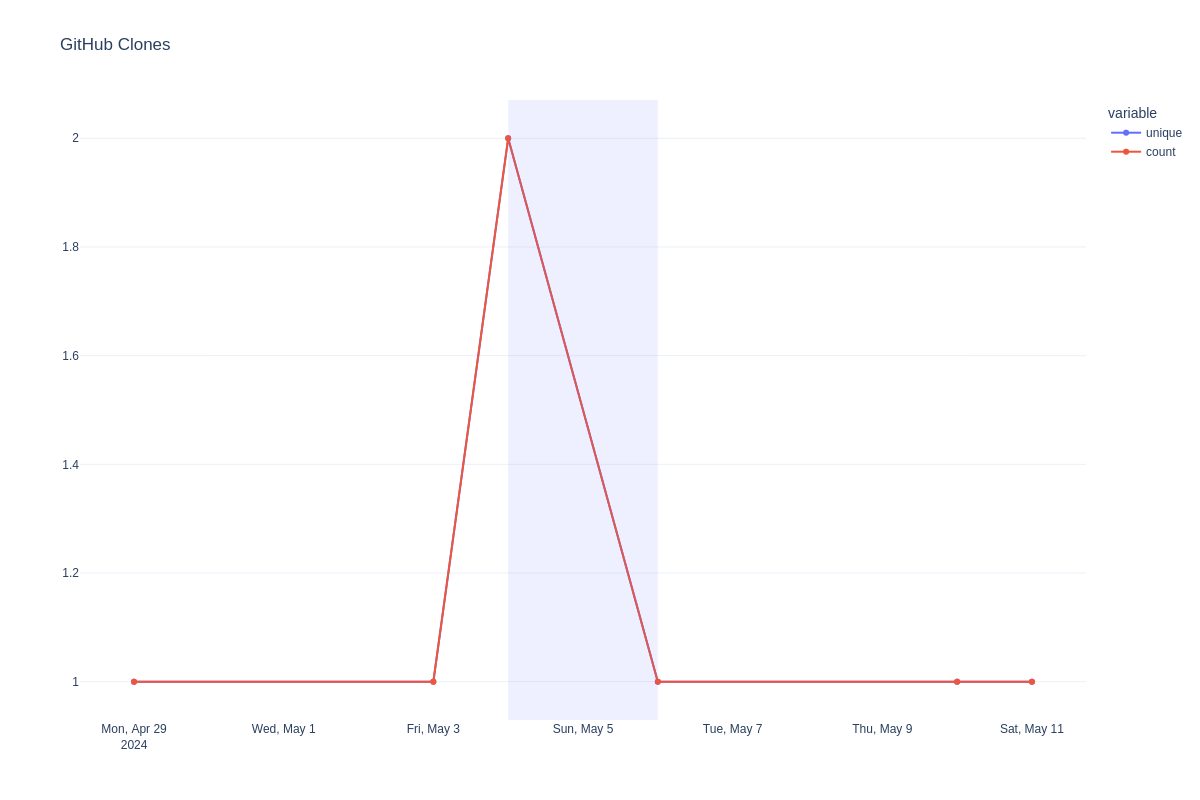 GitHub Clones
variable
unique
count
2
1.8
1.6
1.4
1.2
1
Mon, Apr 29
2024
Wed, May 1
Fri, May 3
Sun, May 5
Tue, May 7
Thu, May 9
Sat, May 11